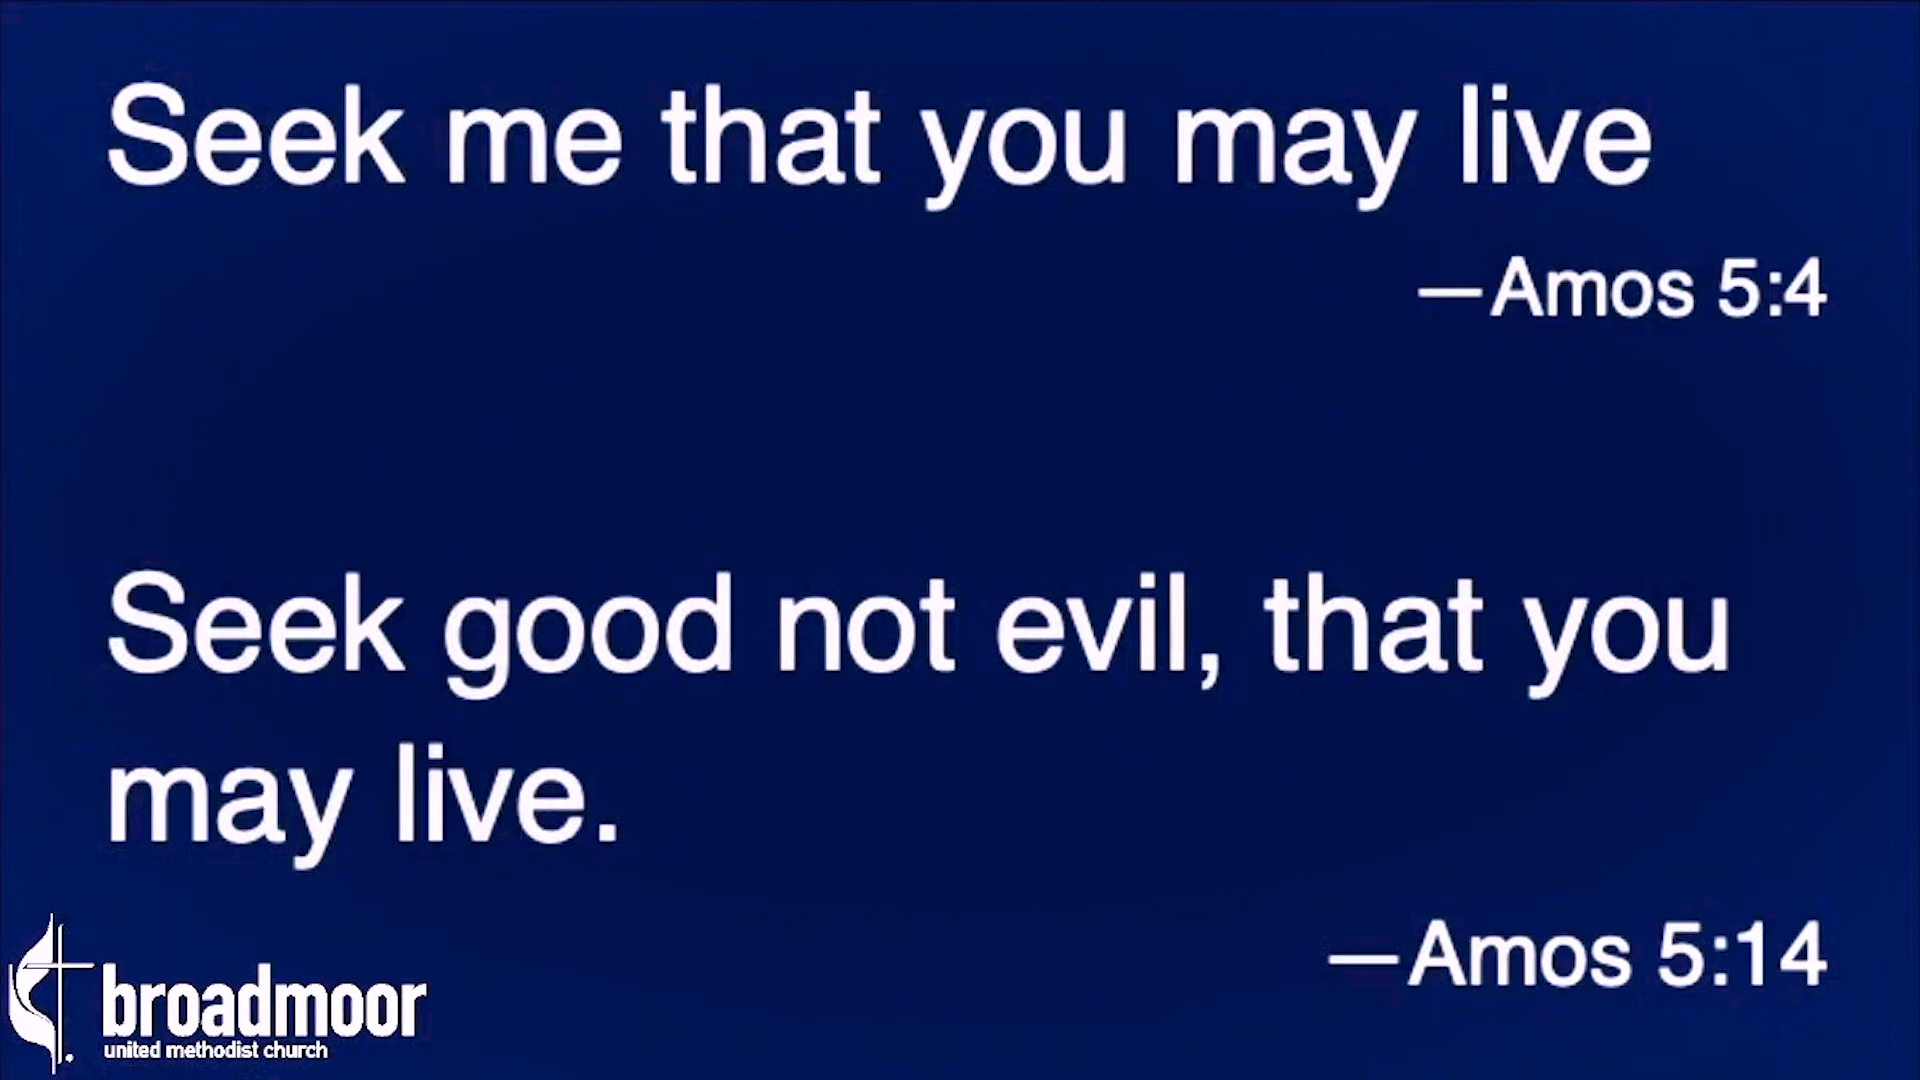 Seek me that you may live
—Amos 5:4
Seek good not evil, that you
may live.
—Amos 5:14
broadmoor
united methodist church